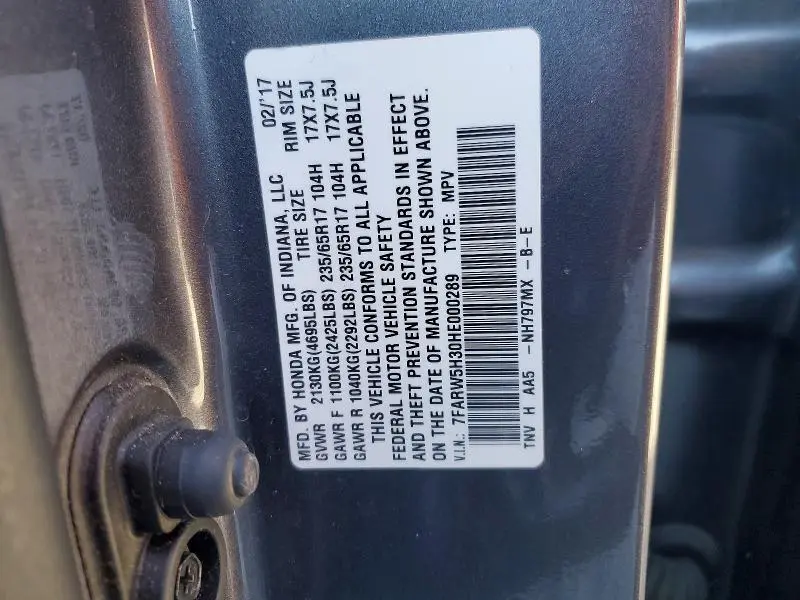 MFD. BY HONDA MFG. OF INDIANA, LLC 02/'17
GVWR 2130KG(4695LBS) TIRE SIZE RIM SIZE
GAWR F 1100KG(2425LBS) 235/65R17 104H 17X7.5J
GAWR R 1040KG(2292LBS) 235/65R17 104H 17X7.5J
THIS VEHICLE CONFORMS TO ALL APPLICABLE
FEDERAL MOTOR VEHICLE SAFETY
AND THEFT PREVENTION STANDARDS IN EFFECT
ON THE DATE OF MANUFACTURE SHOWN ABOVE.
V.I.N.: 7FARW5H30HE000289 TYPE: MPV
TNV H AA5 -NH797MX -B-E